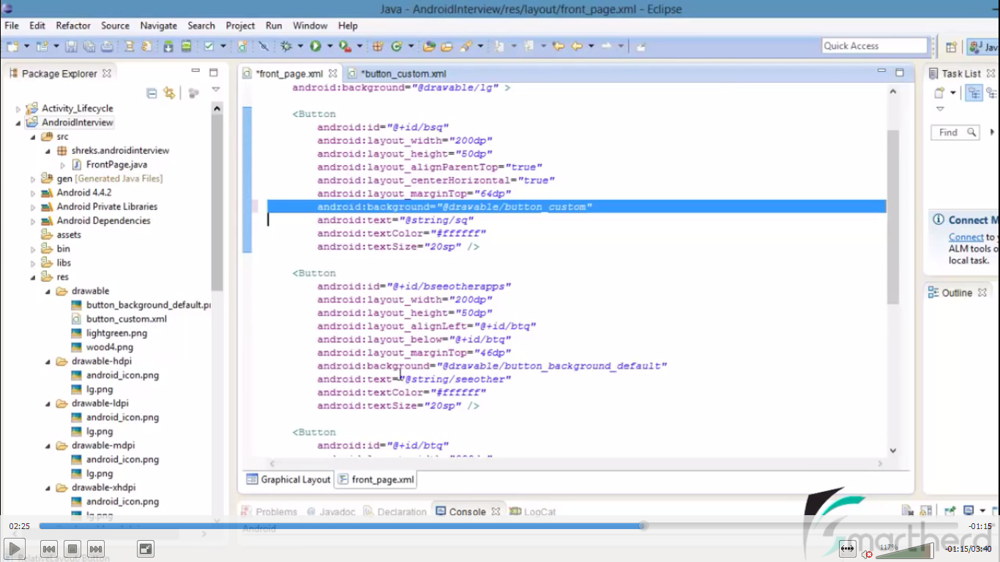 Java - AndroidInterview/res/layout/front_page.xml - Eclipse
File Edit Refactor Source Navigate Search Project Run Window Help
Quick Access
Package Explorer
*front_page.xml
*button_custom.xml
Task List
Activity_Lifecycle
AndroidInterview
src
shreks.androidinterview
FrontPage.java
gen [Generated Java Files]
Android 4.4.2
Android Private Libraries
Android Dependencies
assets
bin
libs
res
drawable
button_background_default.p
button_custom.xml
lightgreen.png
wood4.png
drawable-hdpi
android_icon.png
lg.png
drawable-ldpi
android_icon.png
lg.png
drawable-mdpi
android_icon.png
lg.png
drawable-xhdpi
android_icon.png
lg.png
android:background="@drawable/lg" >
<Button
android:id="@+id/bsq"
android:layout_width="200dp"
android:layout_height="50dp"
android:layout_alignParentTop="true"
android:layout_centerHorizontal="true"
android:layout_marginTop="64dp"
android:background="@drawable/button_custom"
android:text="@string/sq"
android:textColor="#ffffff"
android:textSize="20sp" />
<Button
android:id="@+id/bseeotherapps"
android:layout_width="200dp"
android:layout_height="50dp"
android:layout_alignLeft="@+id/btq"
android:layout_below="@+id/btq"
android:layout_marginTop="46dp"
android:background="@drawable/button_background_default"
android:text="@string/seeother"
android:textColor="#ffffff"
android:textSize="20sp" />
<Button
android:id="@+id/btq"
Graphical Layout
front_page.xml
Find
Connect M
Connect to
ALM tools o
local task.
Outline
Problems @ Javadoc Declaration Console LogCat
Android
02:25
-01:15
RelativeLayout/Button
martherd
117%
-01:15/03:40